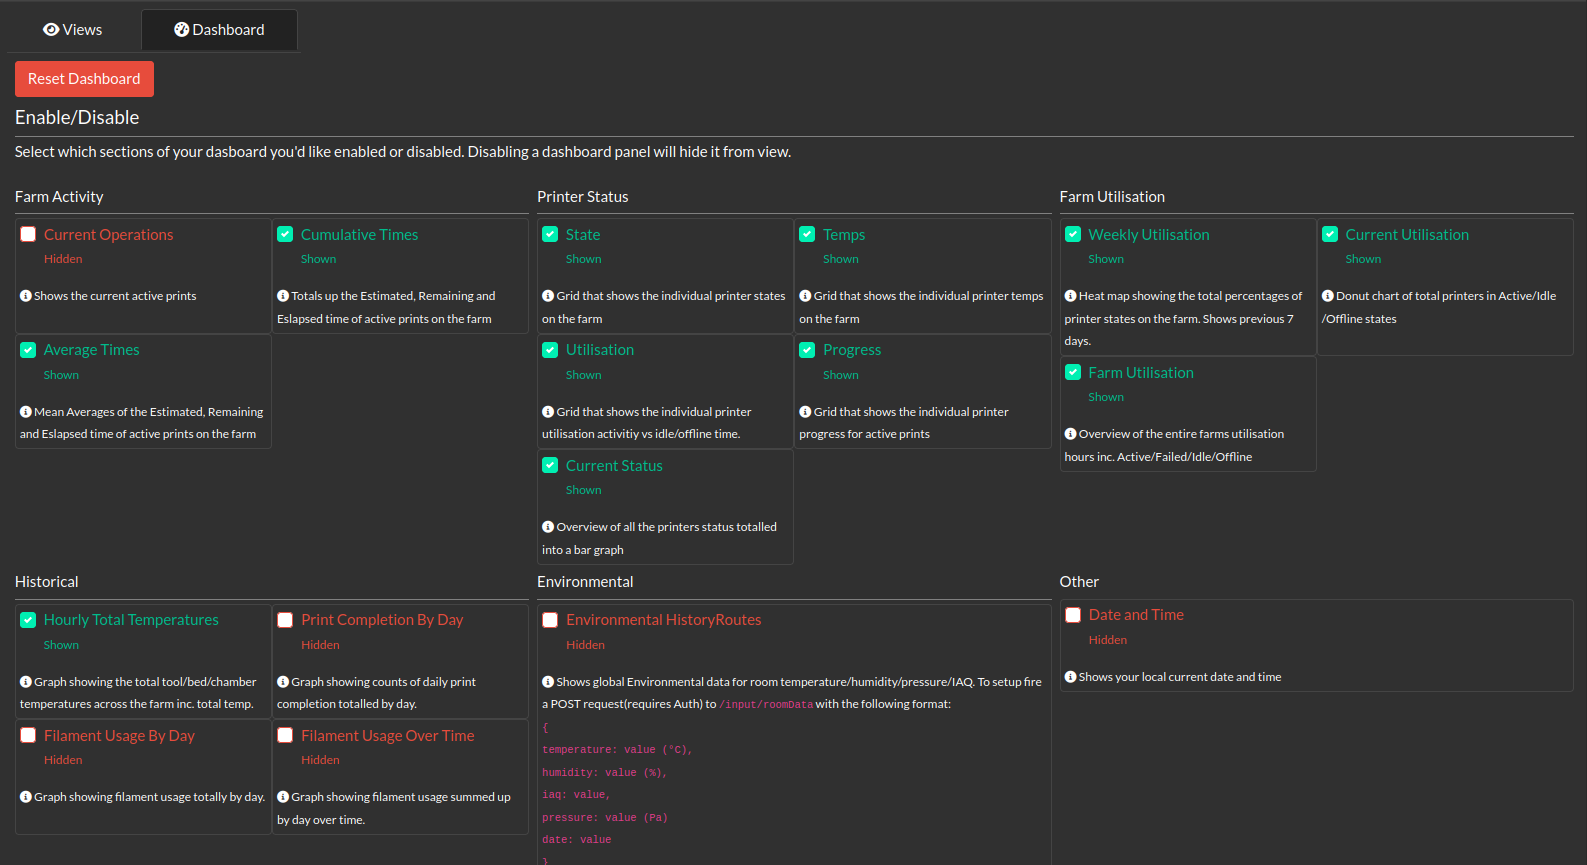 Views
Dashboard
Reset Dashboard
Enable/Disable
Select which sections of your dasboard you'd like enabled or disabled. Disabling a dashboard panel will hide it from view.
Farm Activity
Current Operations
Hidden
Shows the current active prints
Cumulative Times
Shown
Totals up the Estimated, Remaining and
Eslapsed time of active prints on the farm
Average Times
Shown
Mean Averages of the Estimated, Remaining
and Eslapsed time of active prints on the farm
Printer Status
State
Shown
Grid that shows the individual printer states
on the farm
Temps
Shown
Grid that shows the individual printer temps
on the farm
Utilisation
Shown
Grid that shows the individual printer
utilisation activitiy vs idle/offline time.
Progress
Shown
Grid that shows the individual printer
progress for active prints
Current Status
Shown
Overview of all the printers status totalled
into a bar graph
Farm Utilisation
Weekly Utilisation
Shown
Heat map showing the total percentages of
printer states on the farm. Shows previous 7
days.
Current Utilisation
Shown
Donut chart of total printers in Active/Idle
/Offline states
Farm Utilisation
Shown
Overview of the entire farms utilisation
hours inc. Active/Failed/Idle/Offline
Historical
Hourly Total Temperatures
Shown
Graph showing the total tool/bed/chamber
temperatures across the farm inc. total temp.
Print Completion By Day
Hidden
Graph showing counts of daily print
completion totalled by day.
Filament Usage By Day
Hidden
Graph showing filament usage totally by day.
Filament Usage Over Time
Hidden
Graph showing filament usage summed up
by day over time.
Environmental
Environmental HistoryRoutes
Hidden
Shows global Environmental data for room temperature/humidity/pressure/IAQ. To setup fire
a POST request(requires Auth) to /input/roomData with the following format:
{
temperature: value (°C),
humidity: value (%),
iaq: value,
pressure: value (Pa)
date: value
}
Other
Date and Time
Hidden
Shows your local current date and time